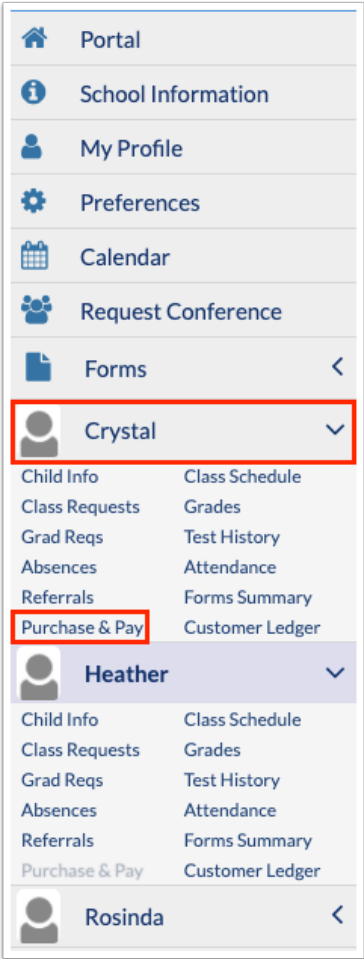 Portal
School Information
My Profile
Preferences
Calendar
Request Conference
Forms
Crystal
Child Info Class Schedule
Class Requests Grades
Grad Reqs Test History
Absences Attendance
Referrals Forms Summary
Purchase & Pay Customer Ledger
Heather
Child Info Class Schedule
Class Requests Grades
Grad Reqs Test History
Absences Attendance
Referrals Forms Summary
Purchase & Pay Customer Ledger
Rosinda